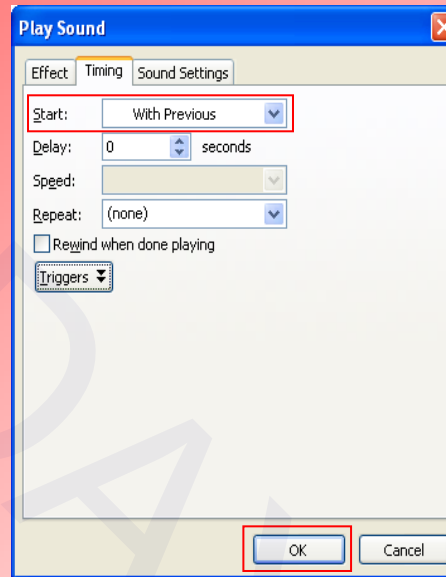 Play Sound
Effect Timing Sound Settings
Start: With Previous
Delay: 0 seconds
Speed:
Repeat: (none)
Rewind when done playing
Triggers
OK Cancel